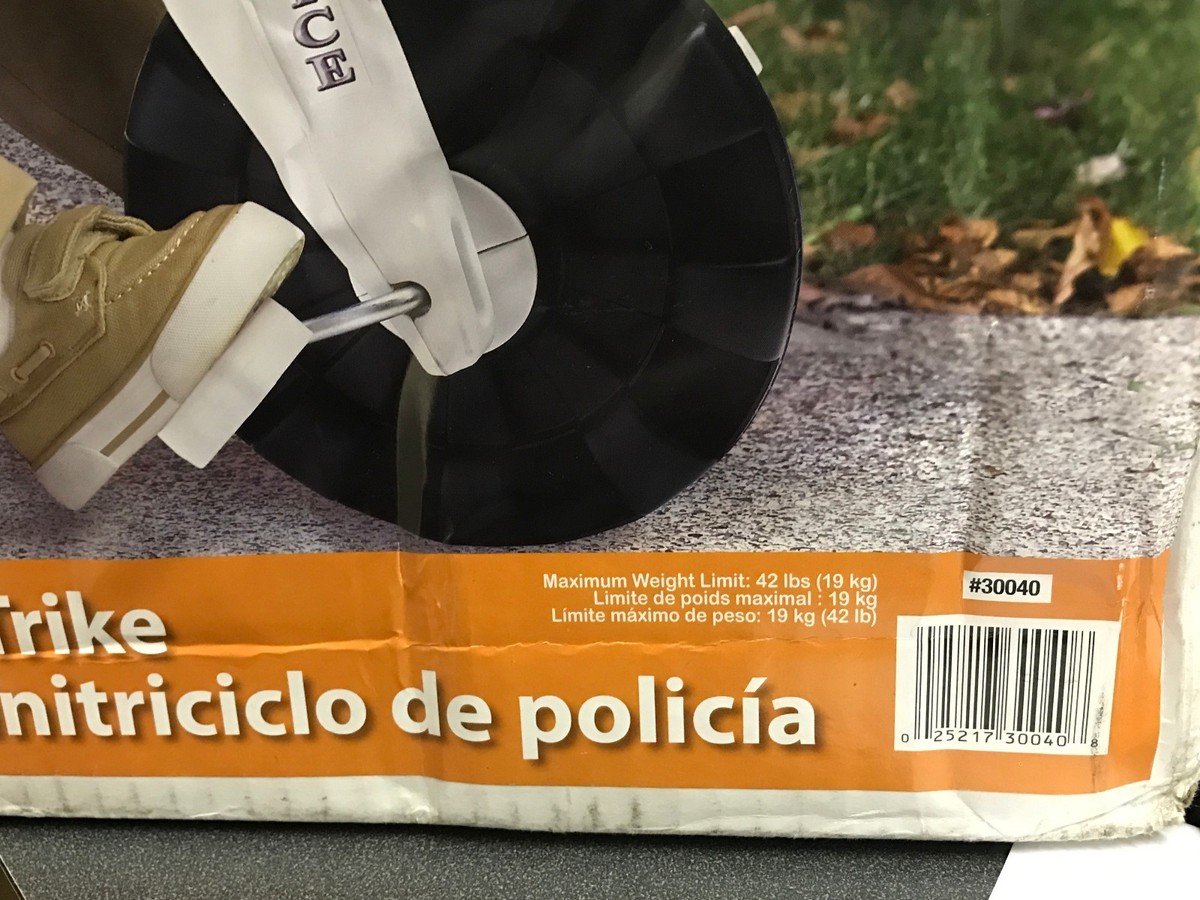 Maximum Weight Limit: 42 lbs (19 kg)
Limite de poids maximal : 19 kg
Límite máximo de peso: 19 kg (42 lb)
#30040
Trike
nitriciclo de policía
0 25217 30040 8